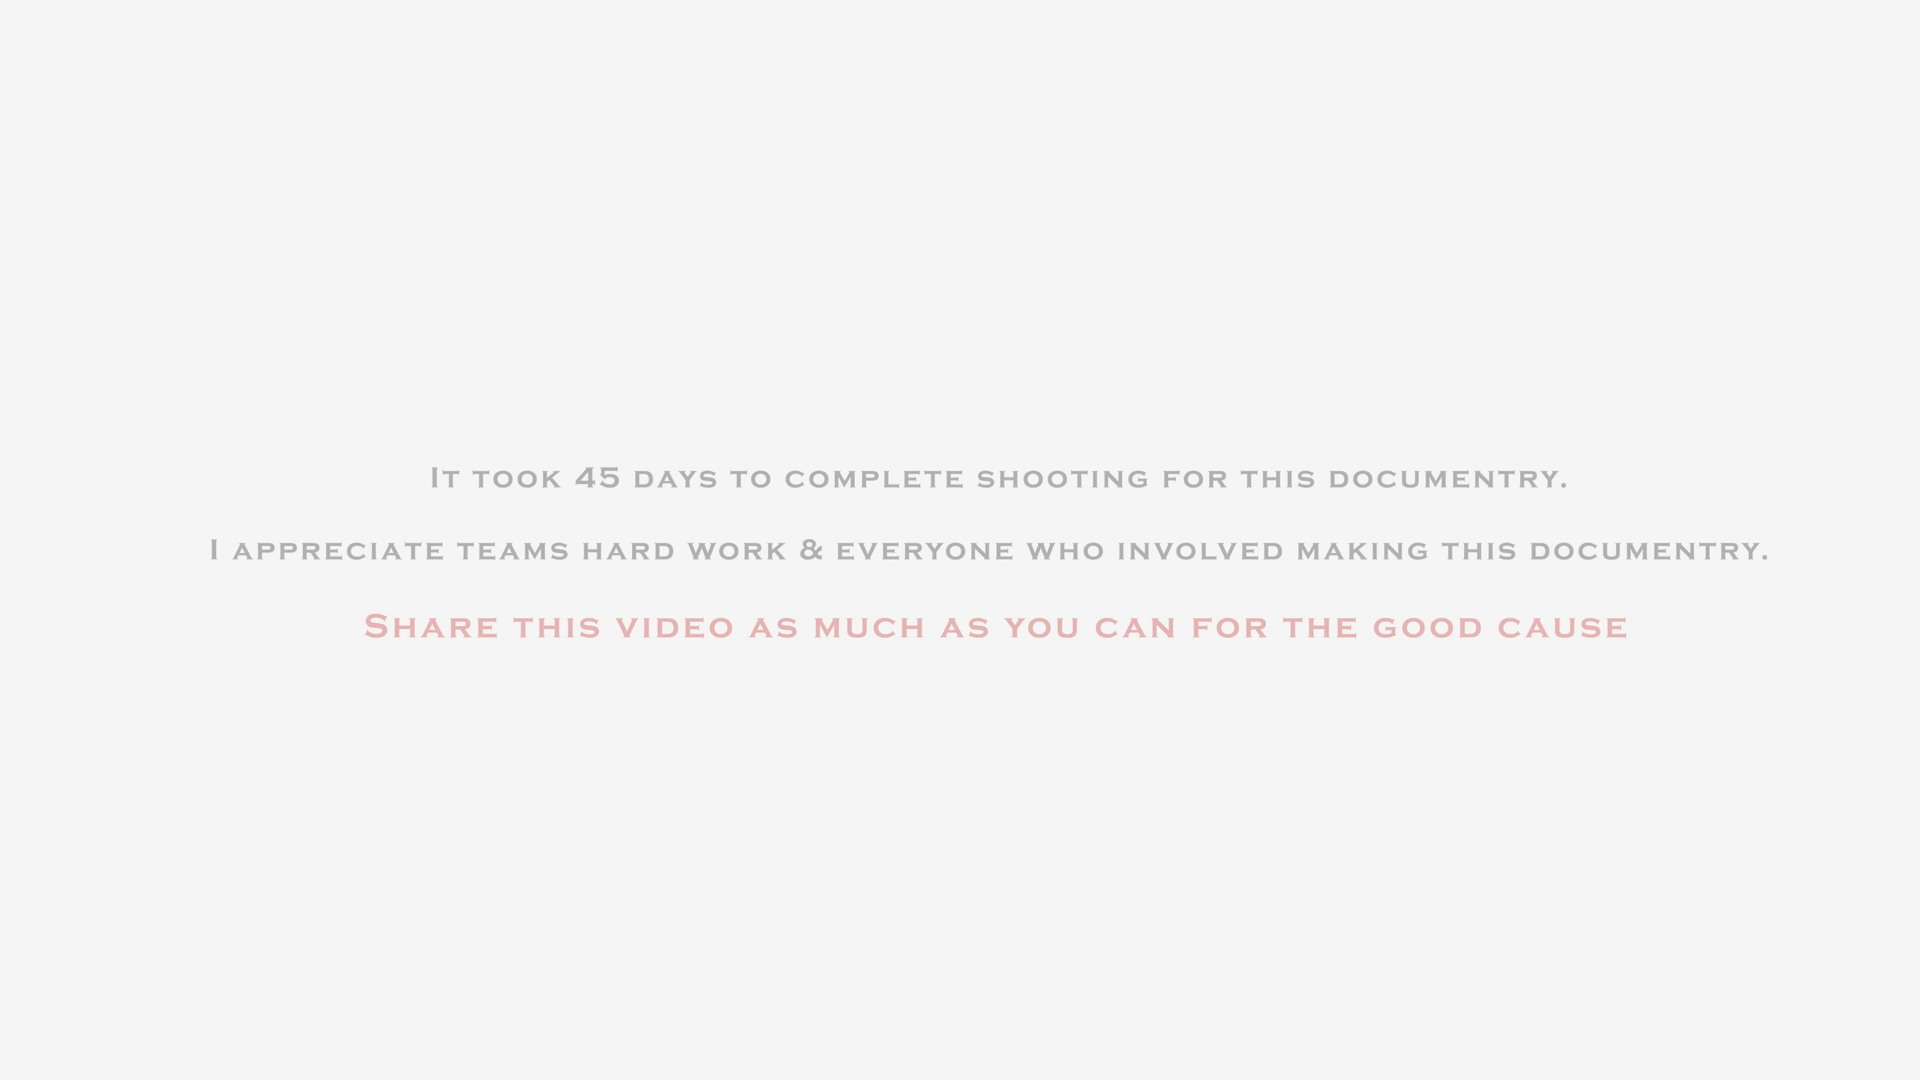 It took 45 days to complete shooting for this documentry.
I appreciate teams hard work & everyone who involved making this documentry.
Share this video as much as you can for the good cause